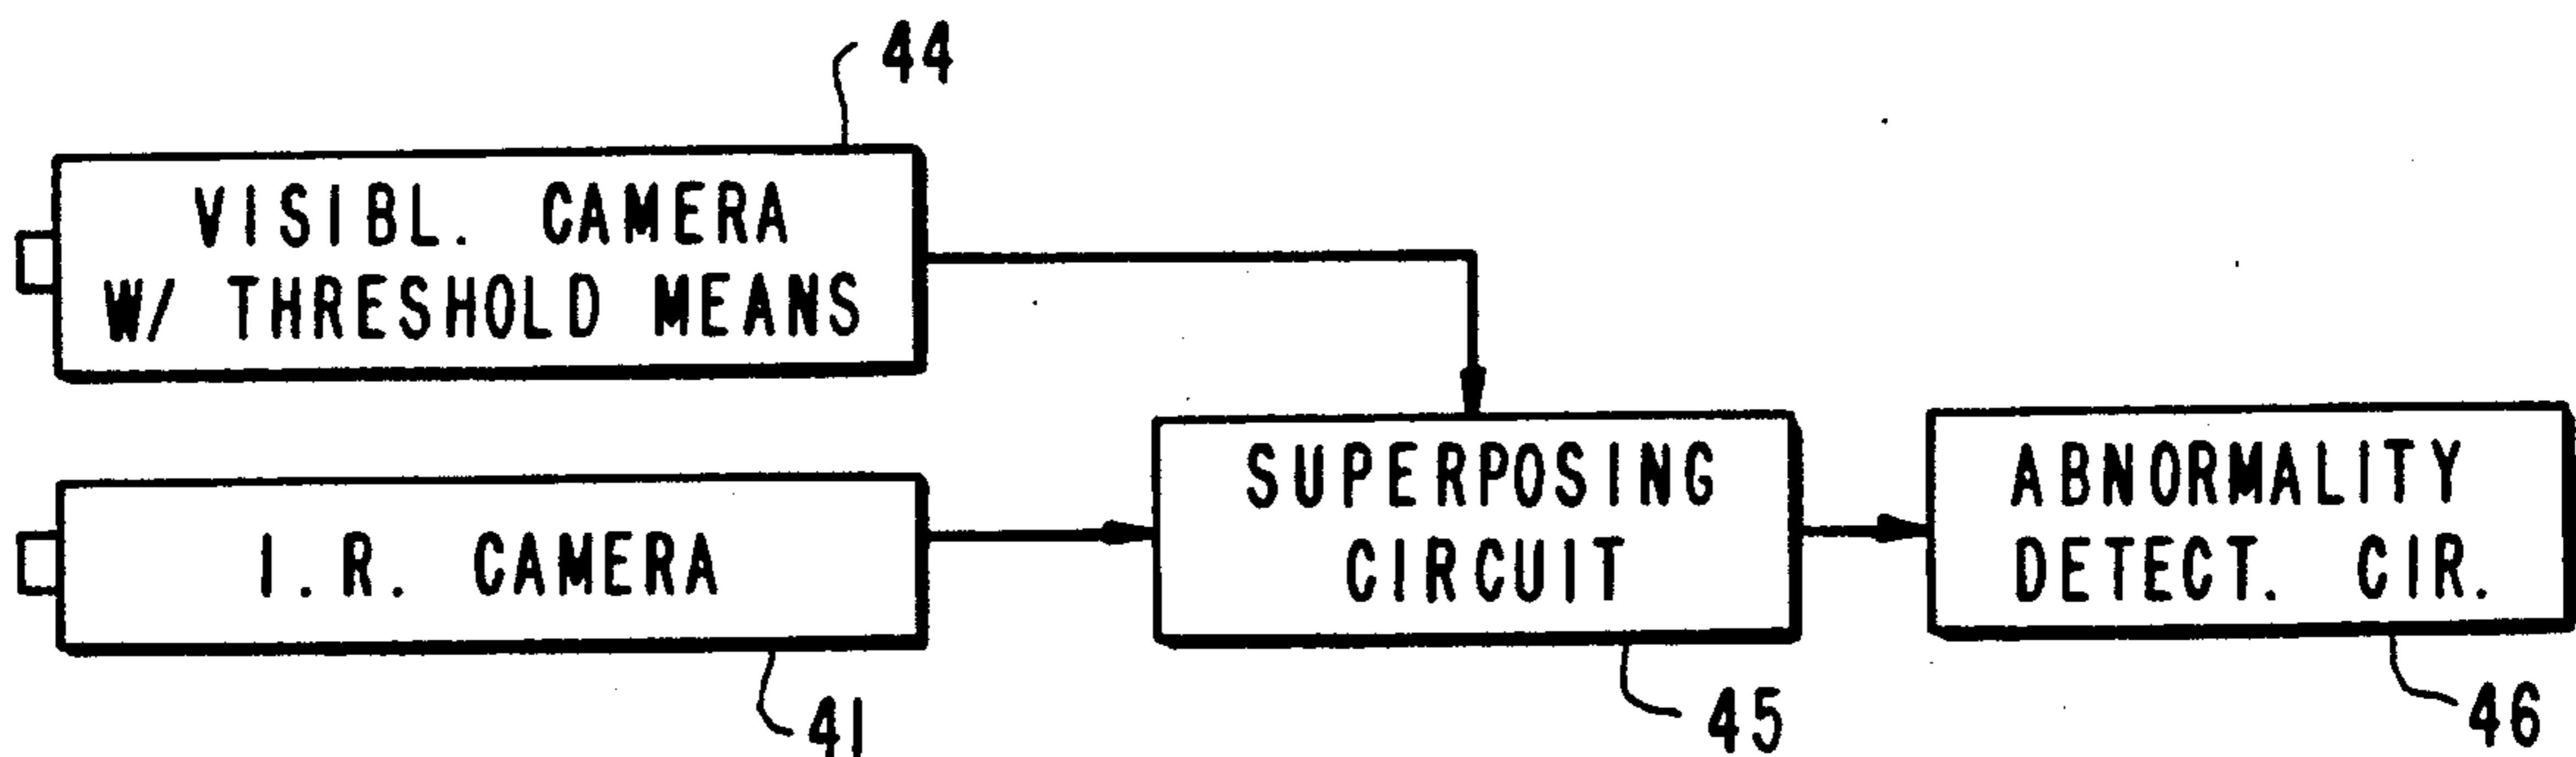 44
VISIBL. CAMERA
W/ THRESHOLD MEANS
I.R. CAMERA
41
SUPERPOSING
CIRCUIT
45
ABNORMALITY
DETECT. CIR.
46